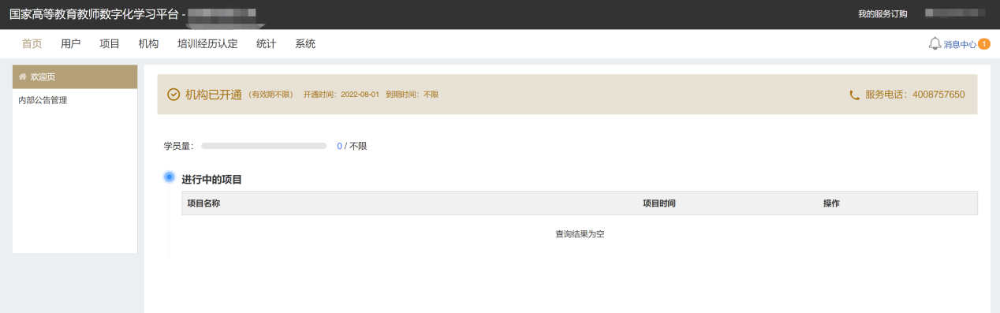 国家高等教育教师数字化学习平台 -
我的服务订购
首页 用户 项目 机构 培训经历认定 统计 系统
消息中心 1
欢迎页
内部公告管理
机构已开通 (有效期不限) 开通时间: 2022-08-01 到期时间: 不限
服务电话: 4008757650
学员量: 0 / 不限
进行中的项目
项目名称 项目时间 操作
查询结果为空